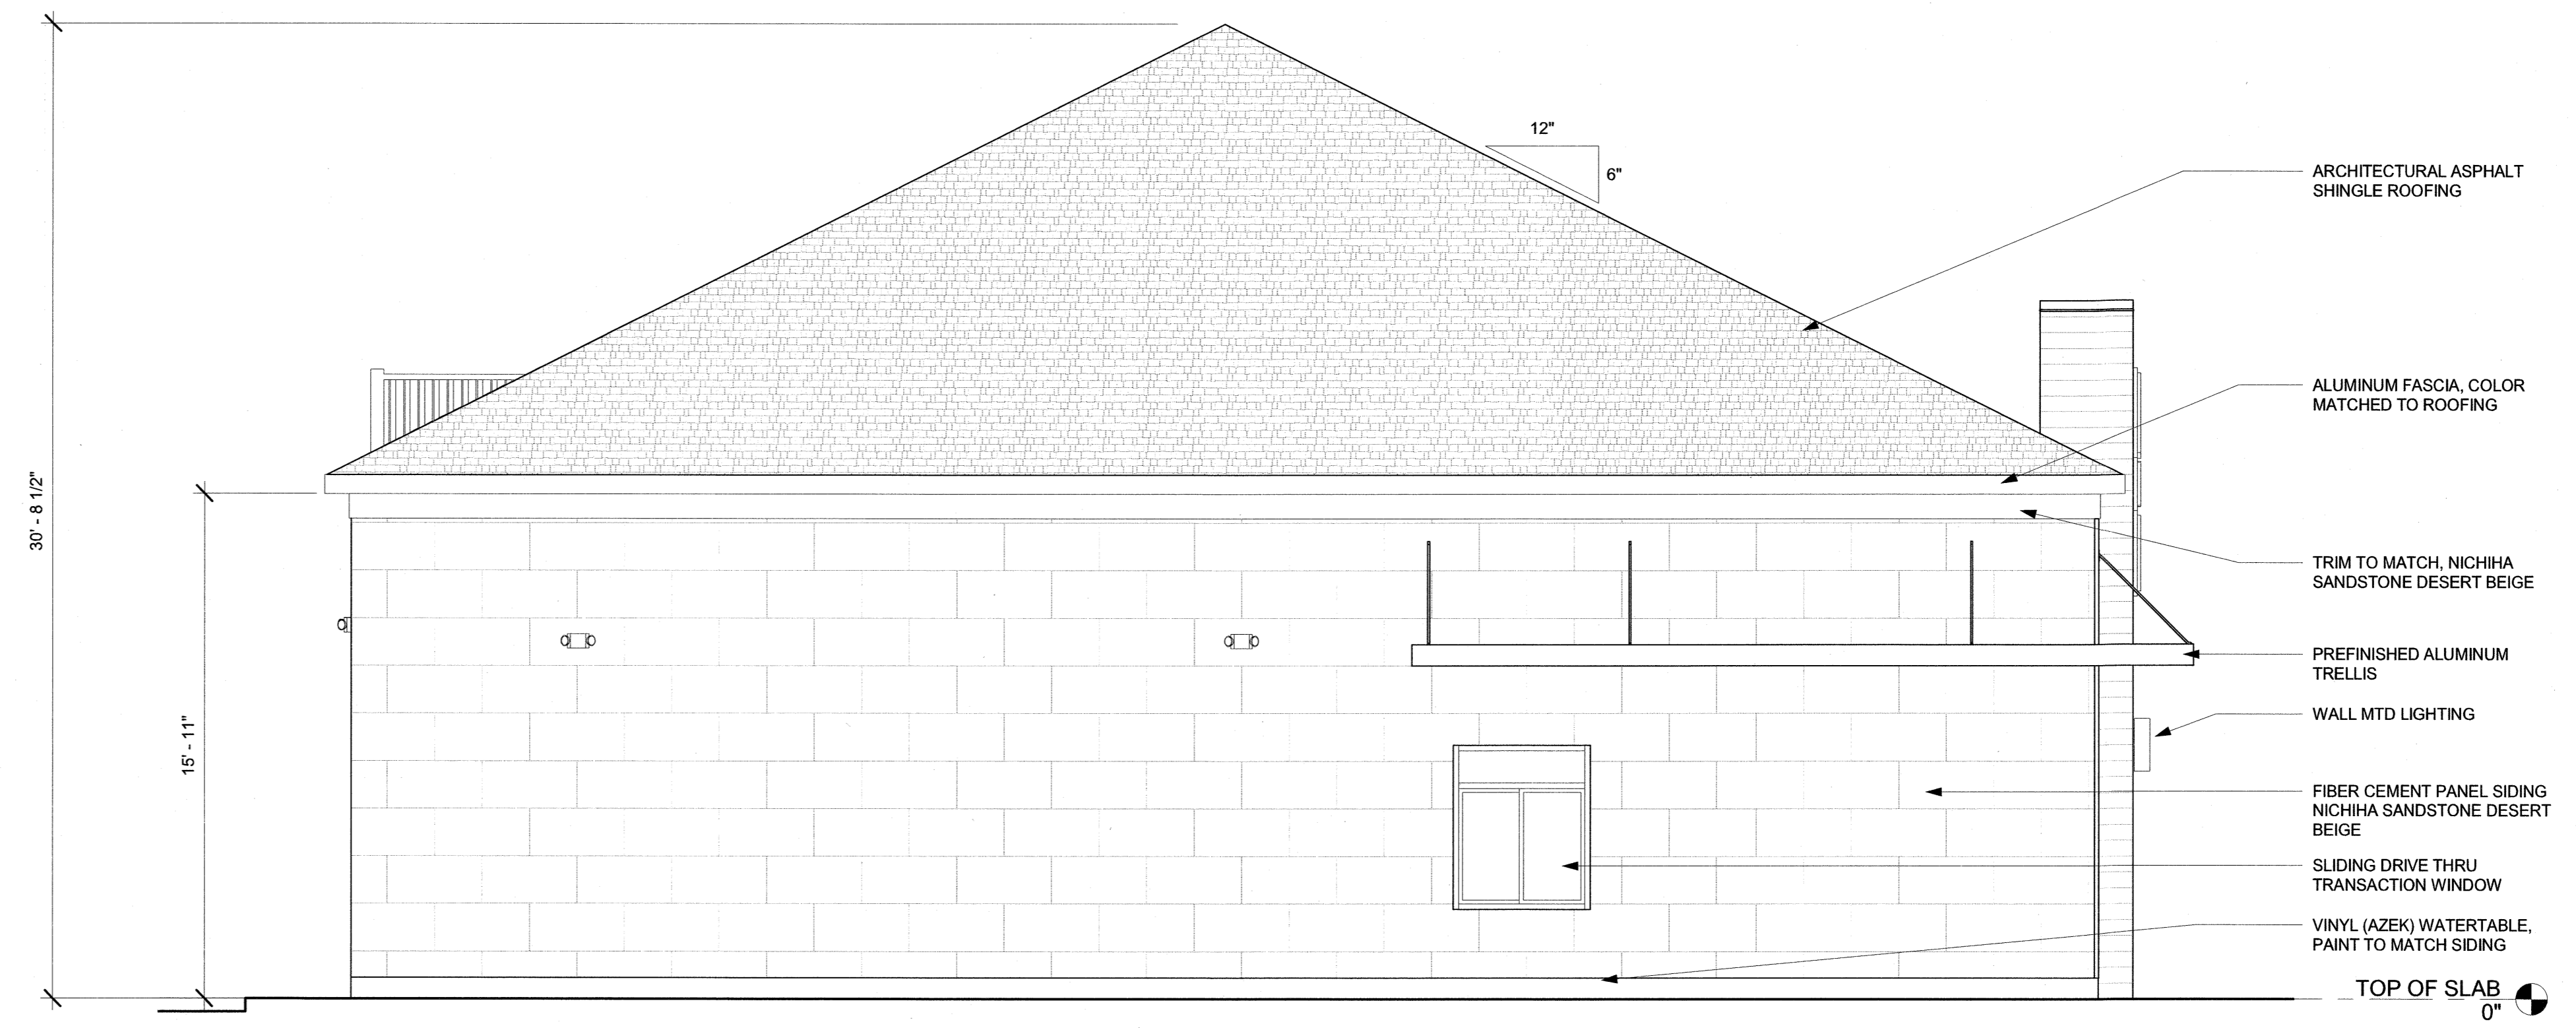 12"
6"
ARCHITECTURAL ASPHALT
SHINGLE ROOFING
ALUMINUM FASCIA, COLOR
MATCHED TO ROOFING
30' - 8 1/2"
TRIM TO MATCH, NICHIHA
SANDSTONE DESERT BEIGE
PREFINISHED ALUMINUM
TRELLIS
WALL MTD LIGHTING
15' - 11"
FIBER CEMENT PANEL SIDING
NICHIHA SANDSTONE DESERT
BEIGE
SLIDING DRIVE THRU
TRANSACTION WINDOW
VINYL (AZEK) WATERTABLE,
PAINT TO MATCH SIDING
TOP OF SLAB
0"